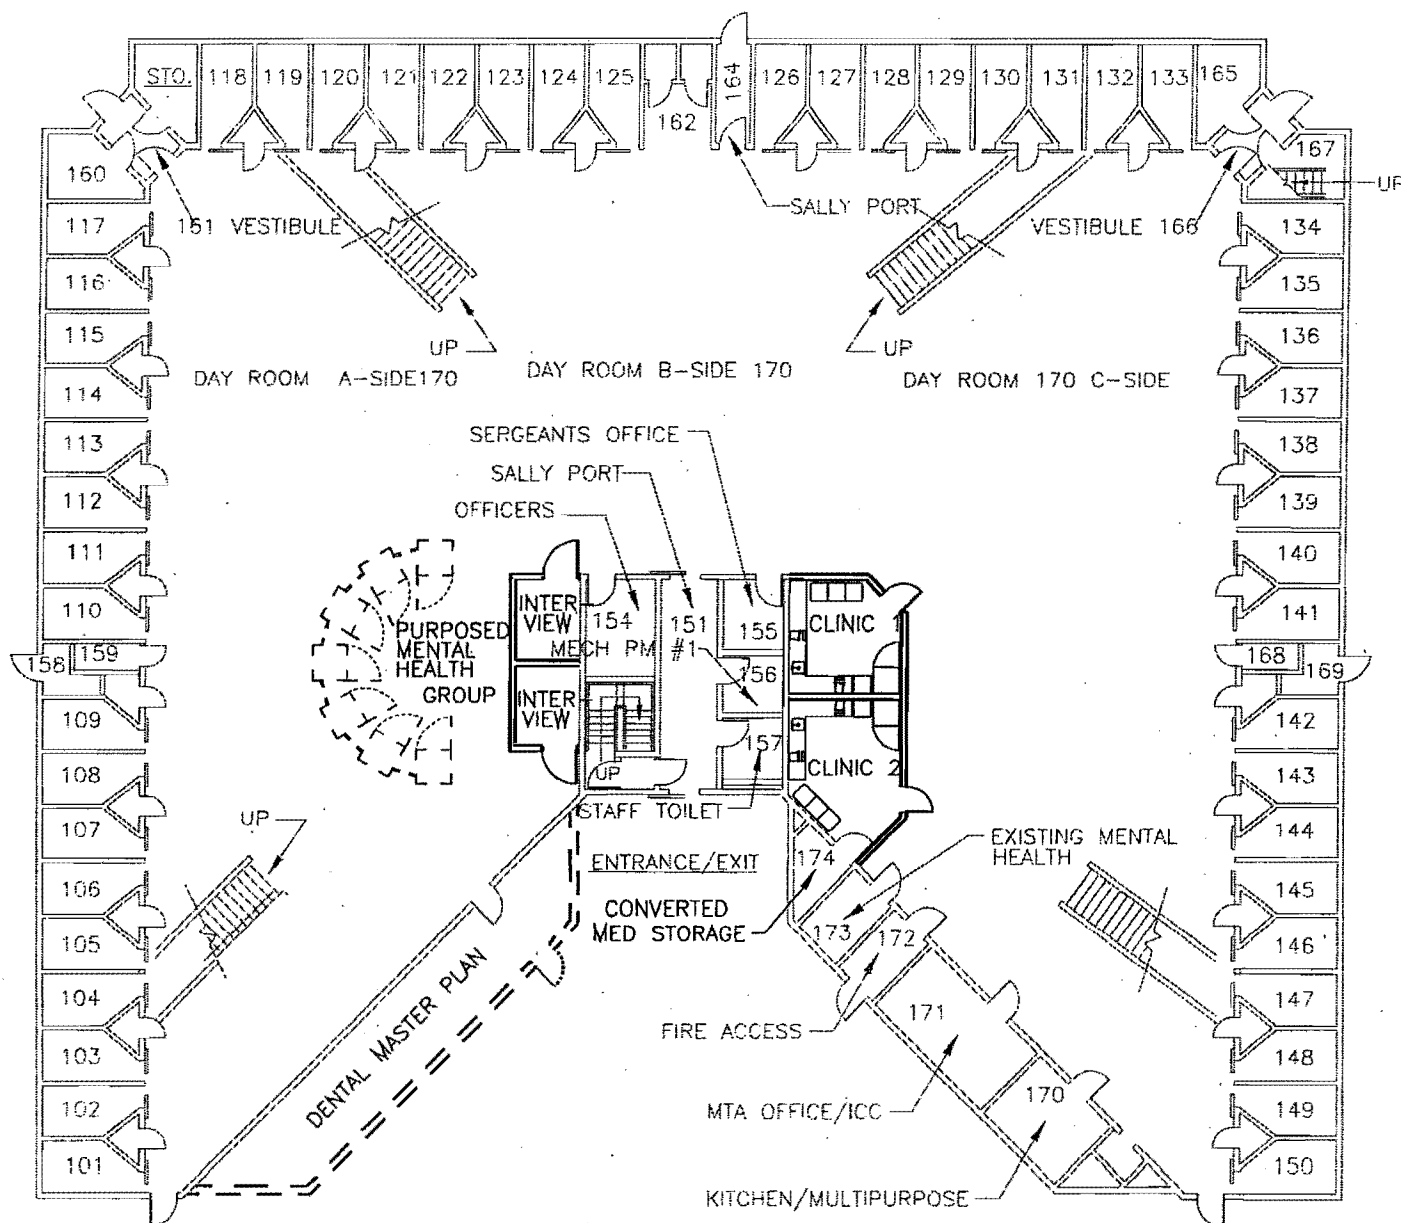 STO. 118 119 120 121 122 123 124 125 162 164 126 127 128 129 130 131 132 133 165
160
167
UP
151 VESTIBULE
SALLY PORT
VESTIBULE 166
117
134
116
135
115
136
UP
UP
DAY ROOM A-SIDE170
DAY ROOM B-SIDE 170
DAY ROOM 170 C-SIDE
114
137
113
138
SERGEANTS OFFICE
SALLY PORT
OFFICERS
112
139
111
140
110
141
INTER
VIEW
154
MECH RM #1
151
155
156
157
CLINIC 1
PURPOSED
MENTAL
HEALTH
GROUP
INTER
VIEW
158
159
168
169
109
142
108
143
UP
CLINIC 2
STAFF TOILET
107
144
UP
ENTRANCE/EXIT
174
EXISTING MENTAL
HEALTH
106
145
CONVERTED
MED STORAGE
173
172
105
146
104
147
DENTAL MASTER PLAN
FIRE ACCESS
171
103
148
MTA OFFICE/ICC
170
102
149
101
150
KITCHEN/MULTIPURPOSE